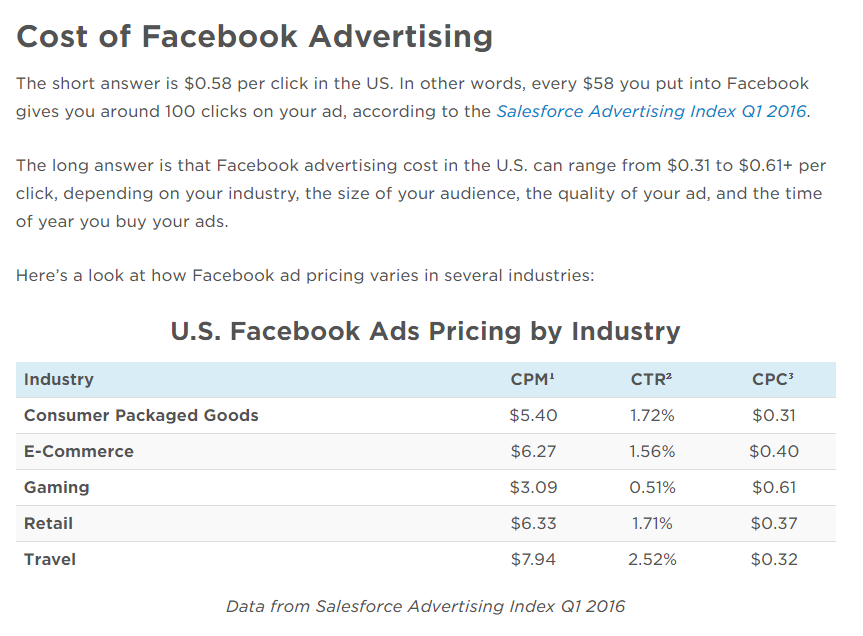 Cost of Facebook Advertising
The short answer is $0.58 per click in the US. In other words, every $58 you put into Facebook
gives you around 100 clicks on your ad, according to the Salesforce Advertising Index Q1 2016.
The long answer is that Facebook advertising cost in the U.S. can range from $0.31 to $0.61+ per
click, depending on your industry, the size of your audience, the quality of your ad, and the time
of year you buy your ads.
Here’s a look at how Facebook ad pricing varies in several industries:
U.S. Facebook Ads Pricing by Industry
Industry CPM¹ CTR² CPC³
Consumer Packaged Goods $5.40 1.72% $0.31
E-Commerce $6.27 1.56% $0.40
Gaming $3.09 0.51% $0.61
Retail $6.33 1.71% $0.37
Travel $7.94 2.52% $0.32
Data from Salesforce Advertising Index Q1 2016